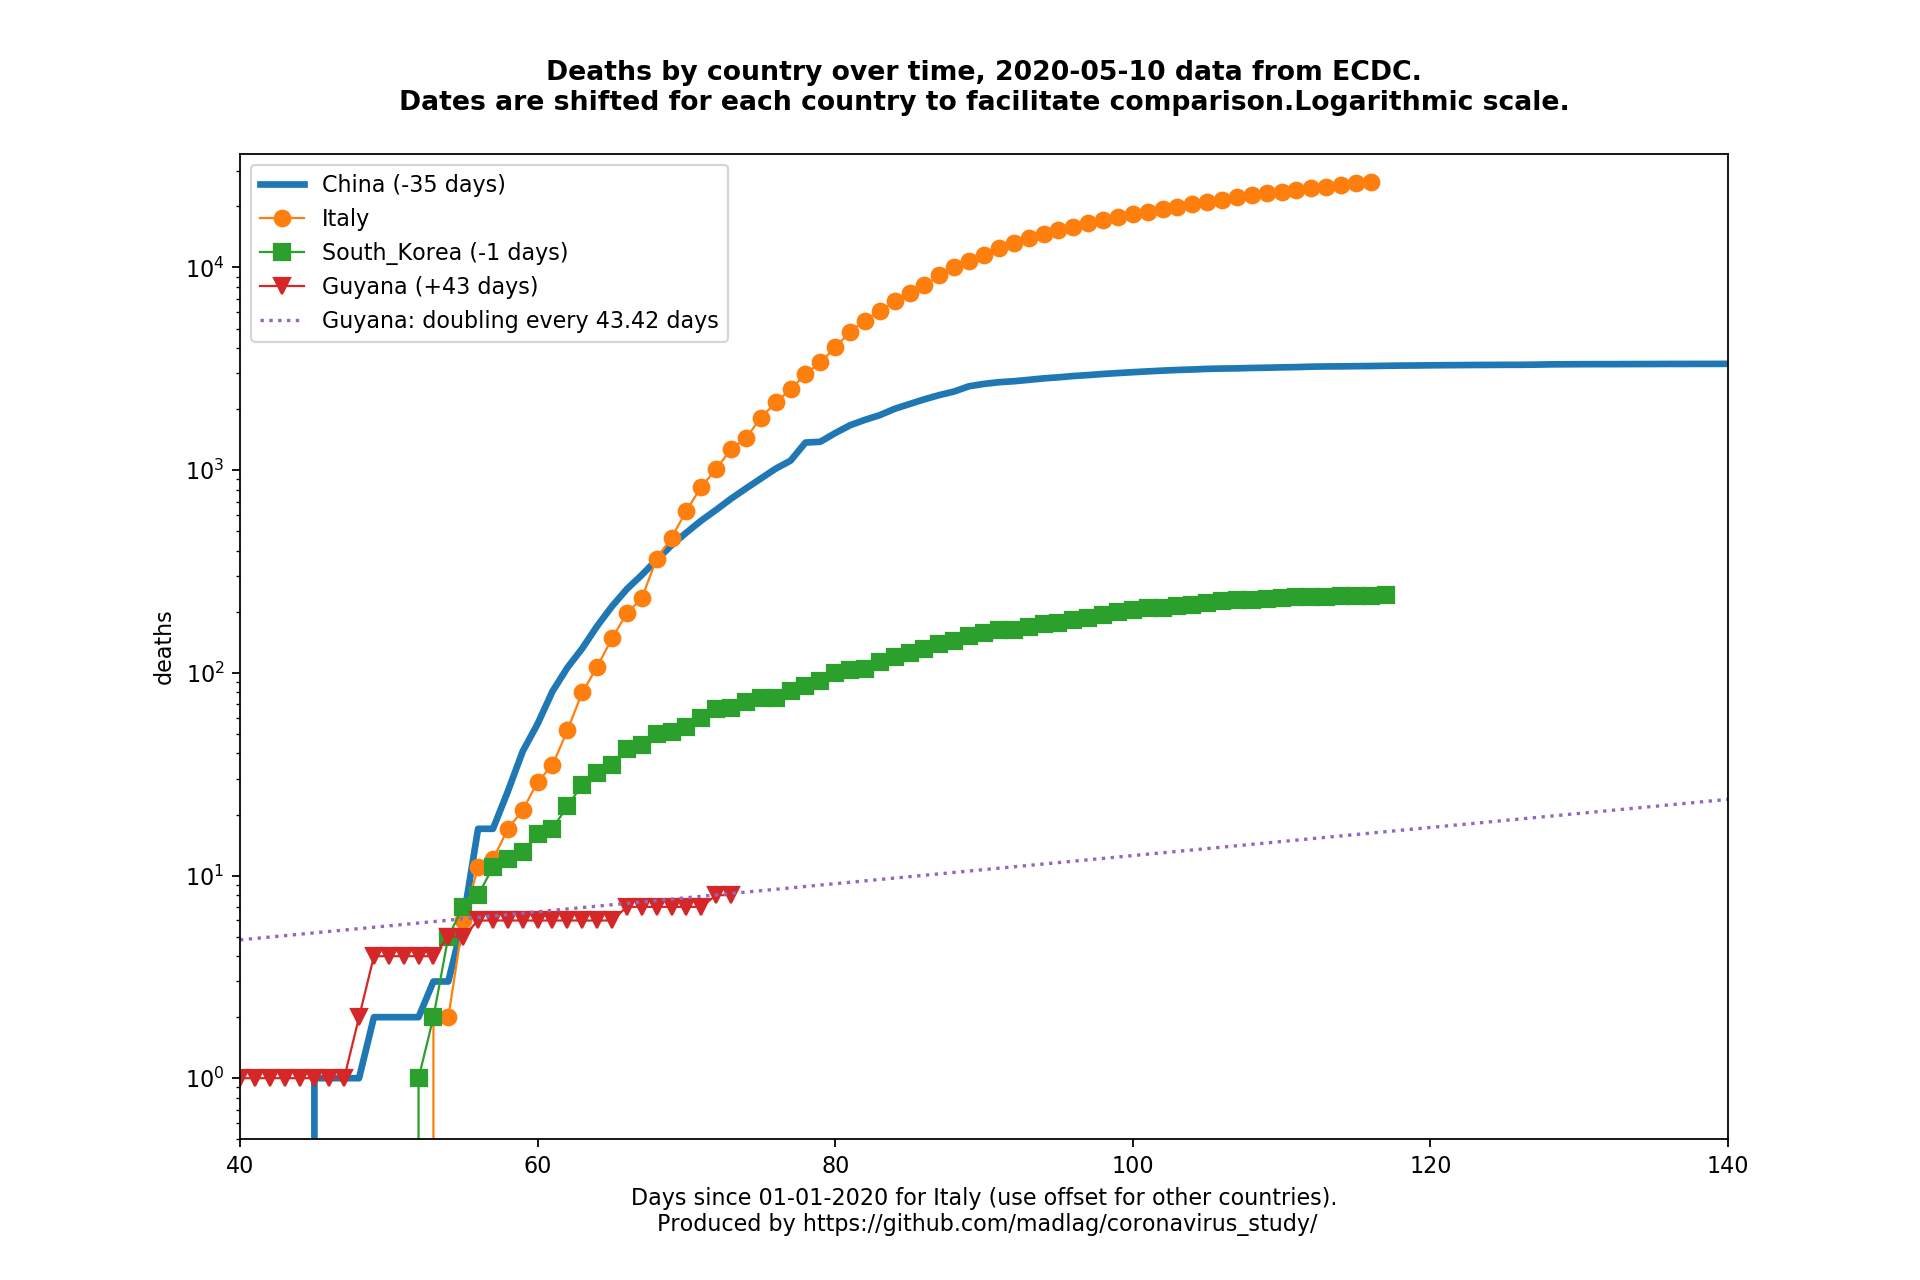 Deaths by country over time, 2020-05-10 data from ECDC.
Dates are shifted for each country to facilitate comparison.Logarithmic scale.
China (-35 days)
Italy
South_Korea (-1 days)
Guyana (+43 days)
Guyana: doubling every 43.42 days
deaths
10⁴
10³
10²
10¹
10⁰
40 60 80 100 120 140
Days since 01-01-2020 for Italy (use offset for other countries).
Produced by https://github.com/madlag/coronavirus_study/